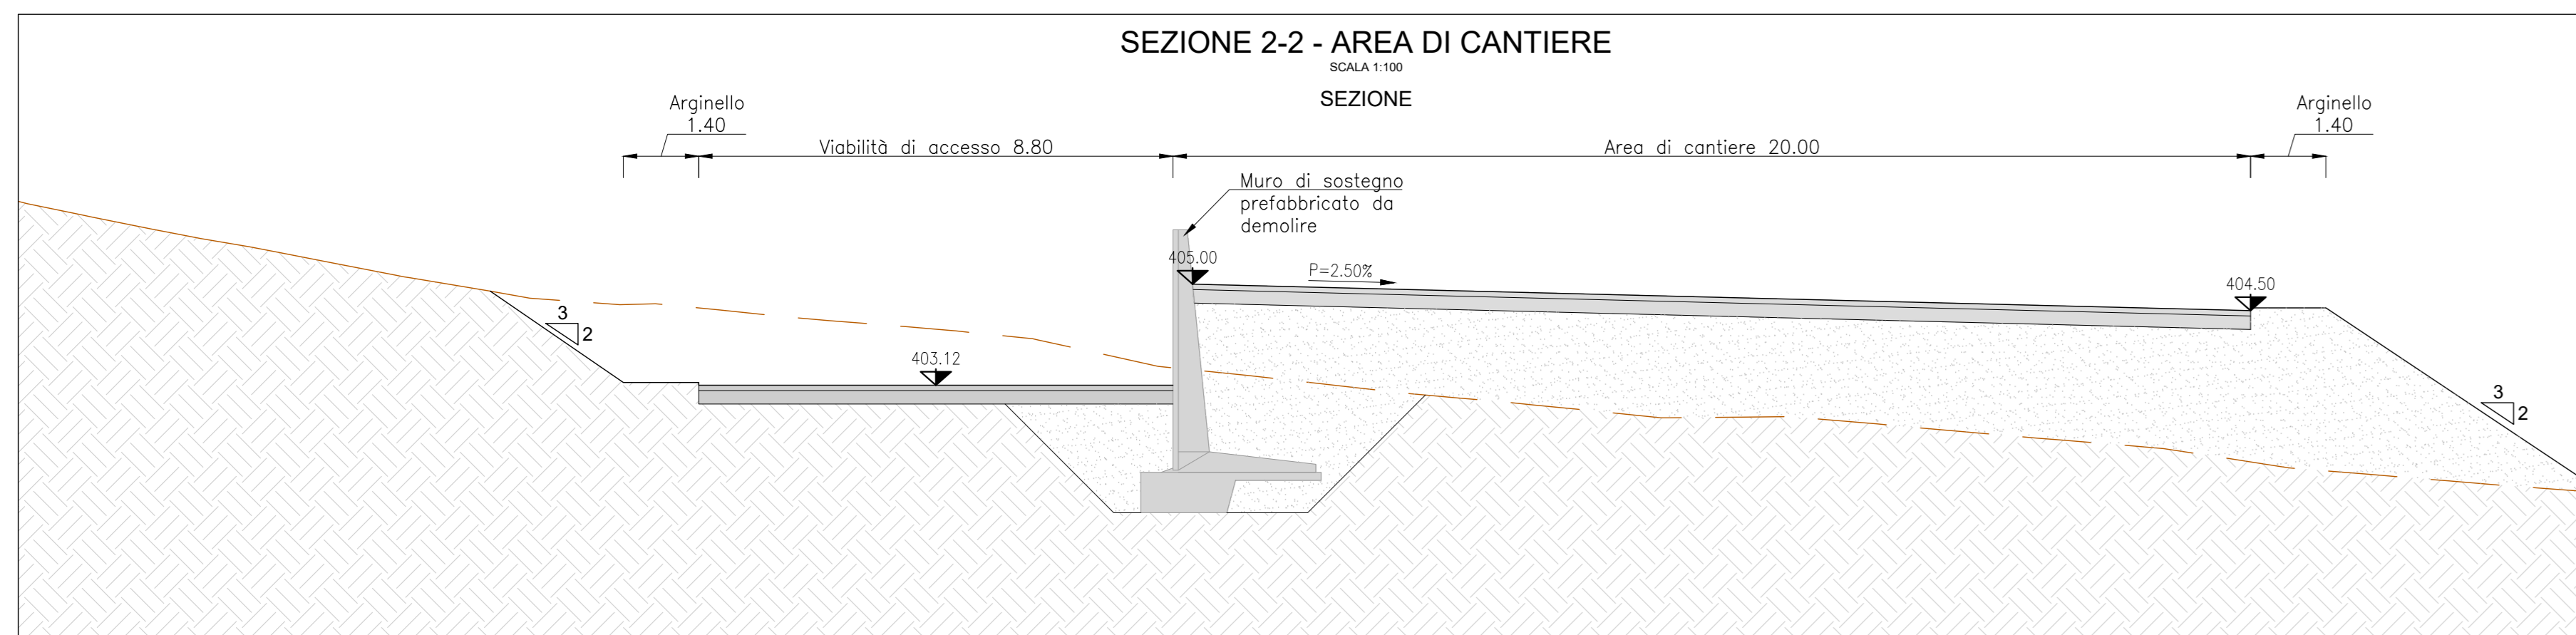 SEZIONE 2-2 - AREA DI CANTIERE
SCALA 1:100
SEZIONE
Arginello
1.40
Viabilità di accesso 8.80
Area di cantiere 20.00
Arginello
1.40
Muro di sostegno
prefabbricato da
demolire
405.00
P=2.50%
404.50
3
2
403.12
3
2